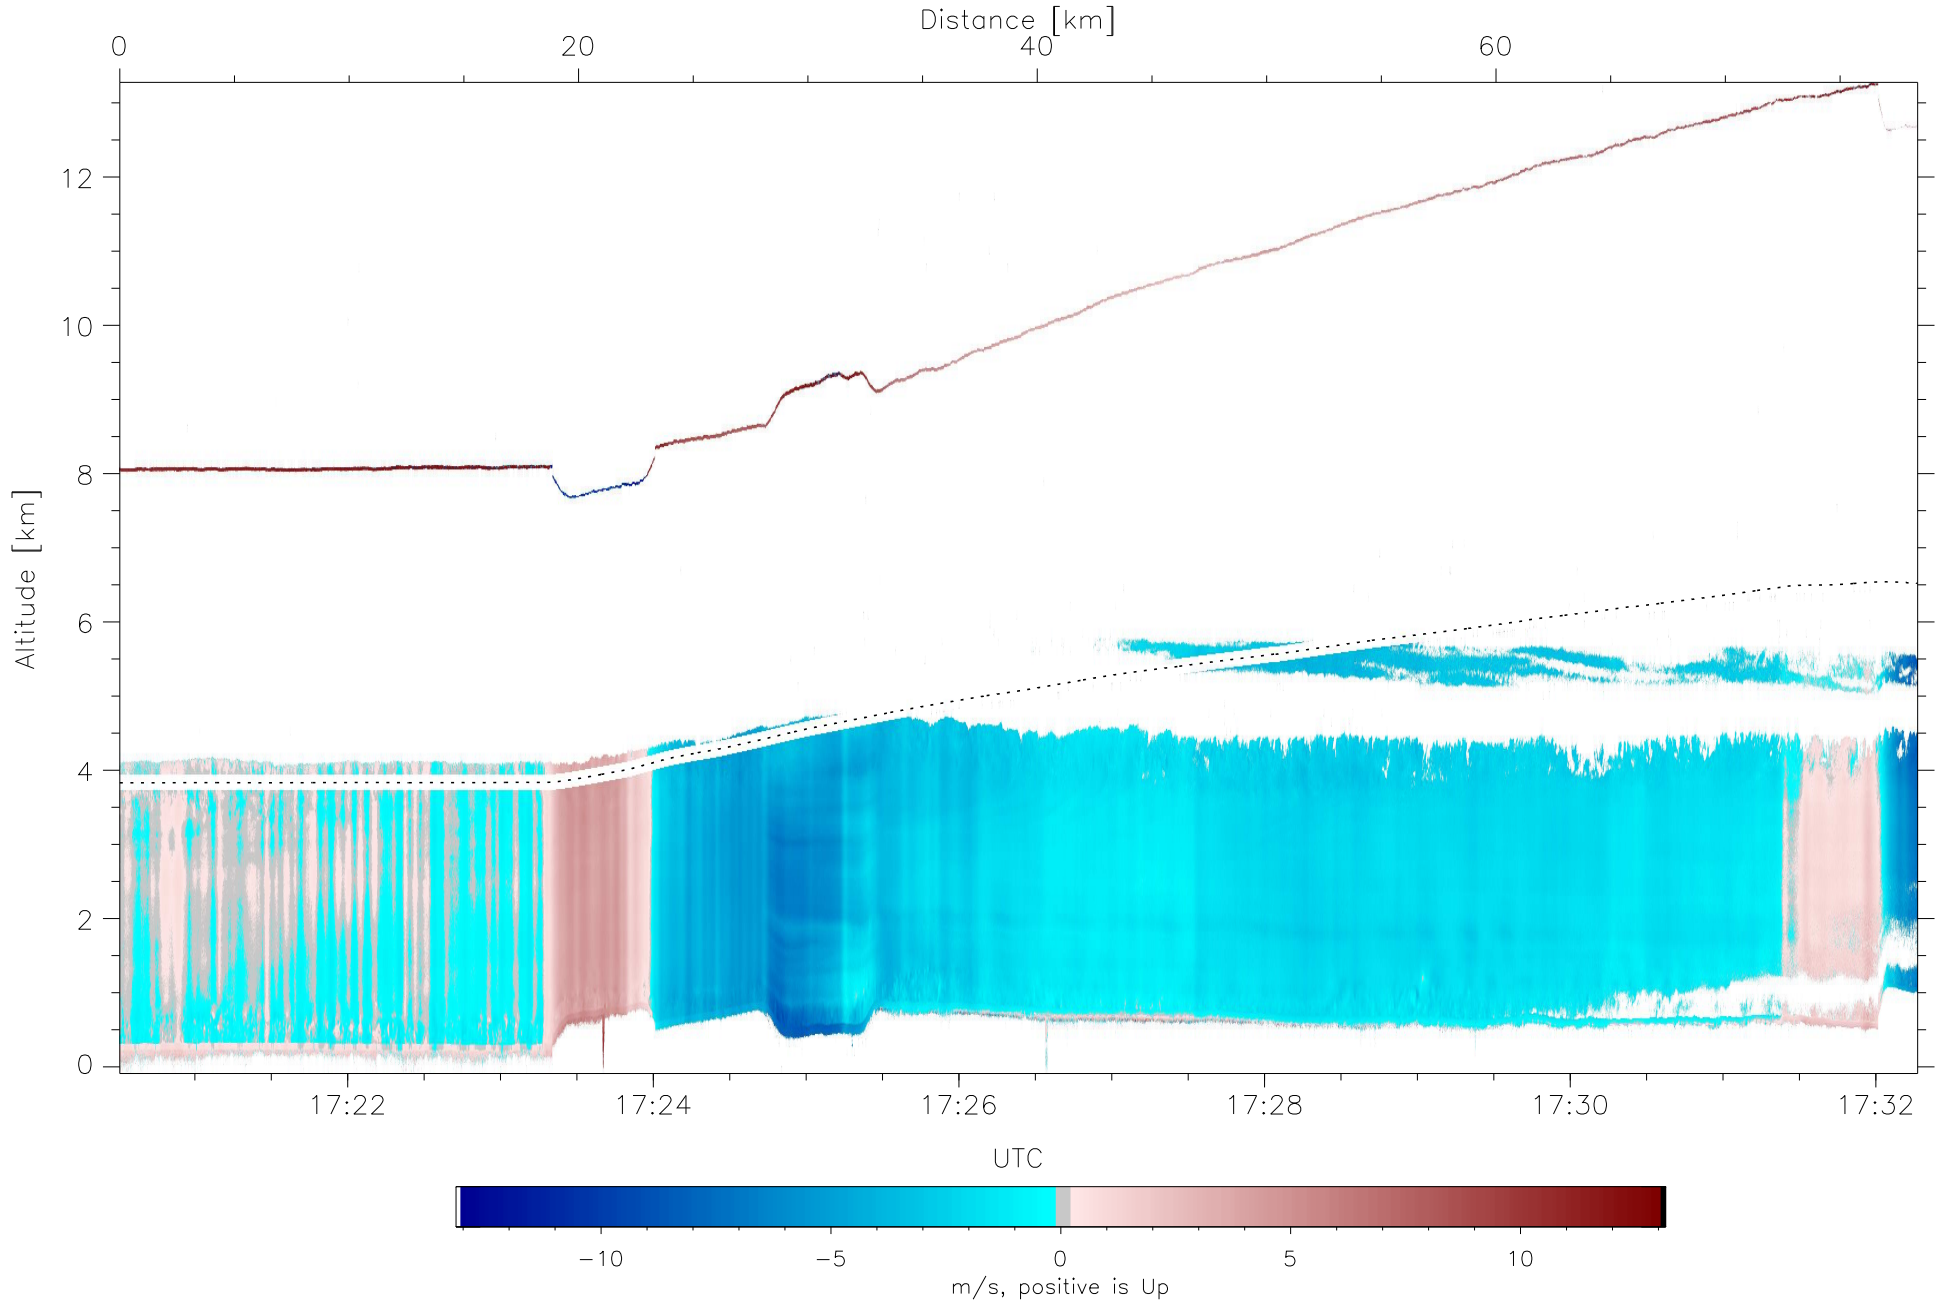 Distance [km]
0 20 40 60
Altitude [km]
12
10
8
6
4
2
0
17:22 17:24 17:26 17:28 17:30 17:32
UTC
−10 −5 0 5 10
m/s, positive is Up